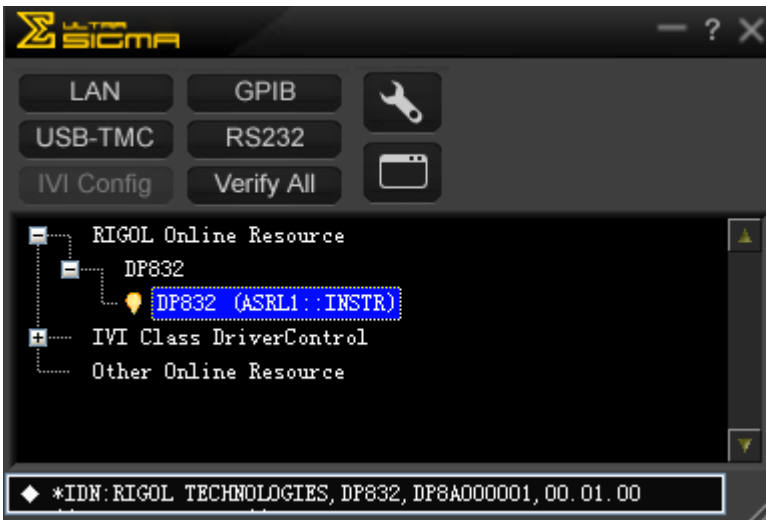 ULTRA
SIGMA
?
LAN GPIB
USB-TMC RS232
IVI Config Verify All
RIGOL Online Resource
DP832
DP832 (ASRL1::INSTR)
IVI Class DriverControl
Other Online Resource
*IDN:RIGOL TECHNOLOGIES,DP832,DP8A000001,00.01.00